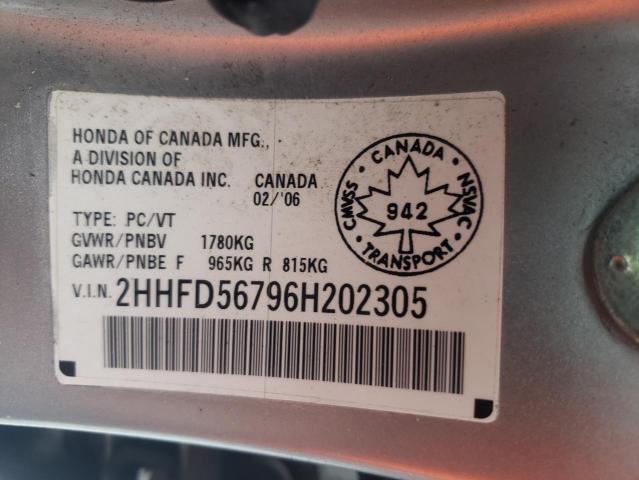 HONDA OF CANADA MFG.,
A DIVISION OF
HONDA CANADA INC. CANADA
02/'06
TYPE: PC/VT
GVWR/PNBV 1780KG
GAWR/PNBE F 965KG R 815KG
V.I.N. 2HHFD56796H202305
CANADA
CMVSS 942 NSVAC
TRANSPORT